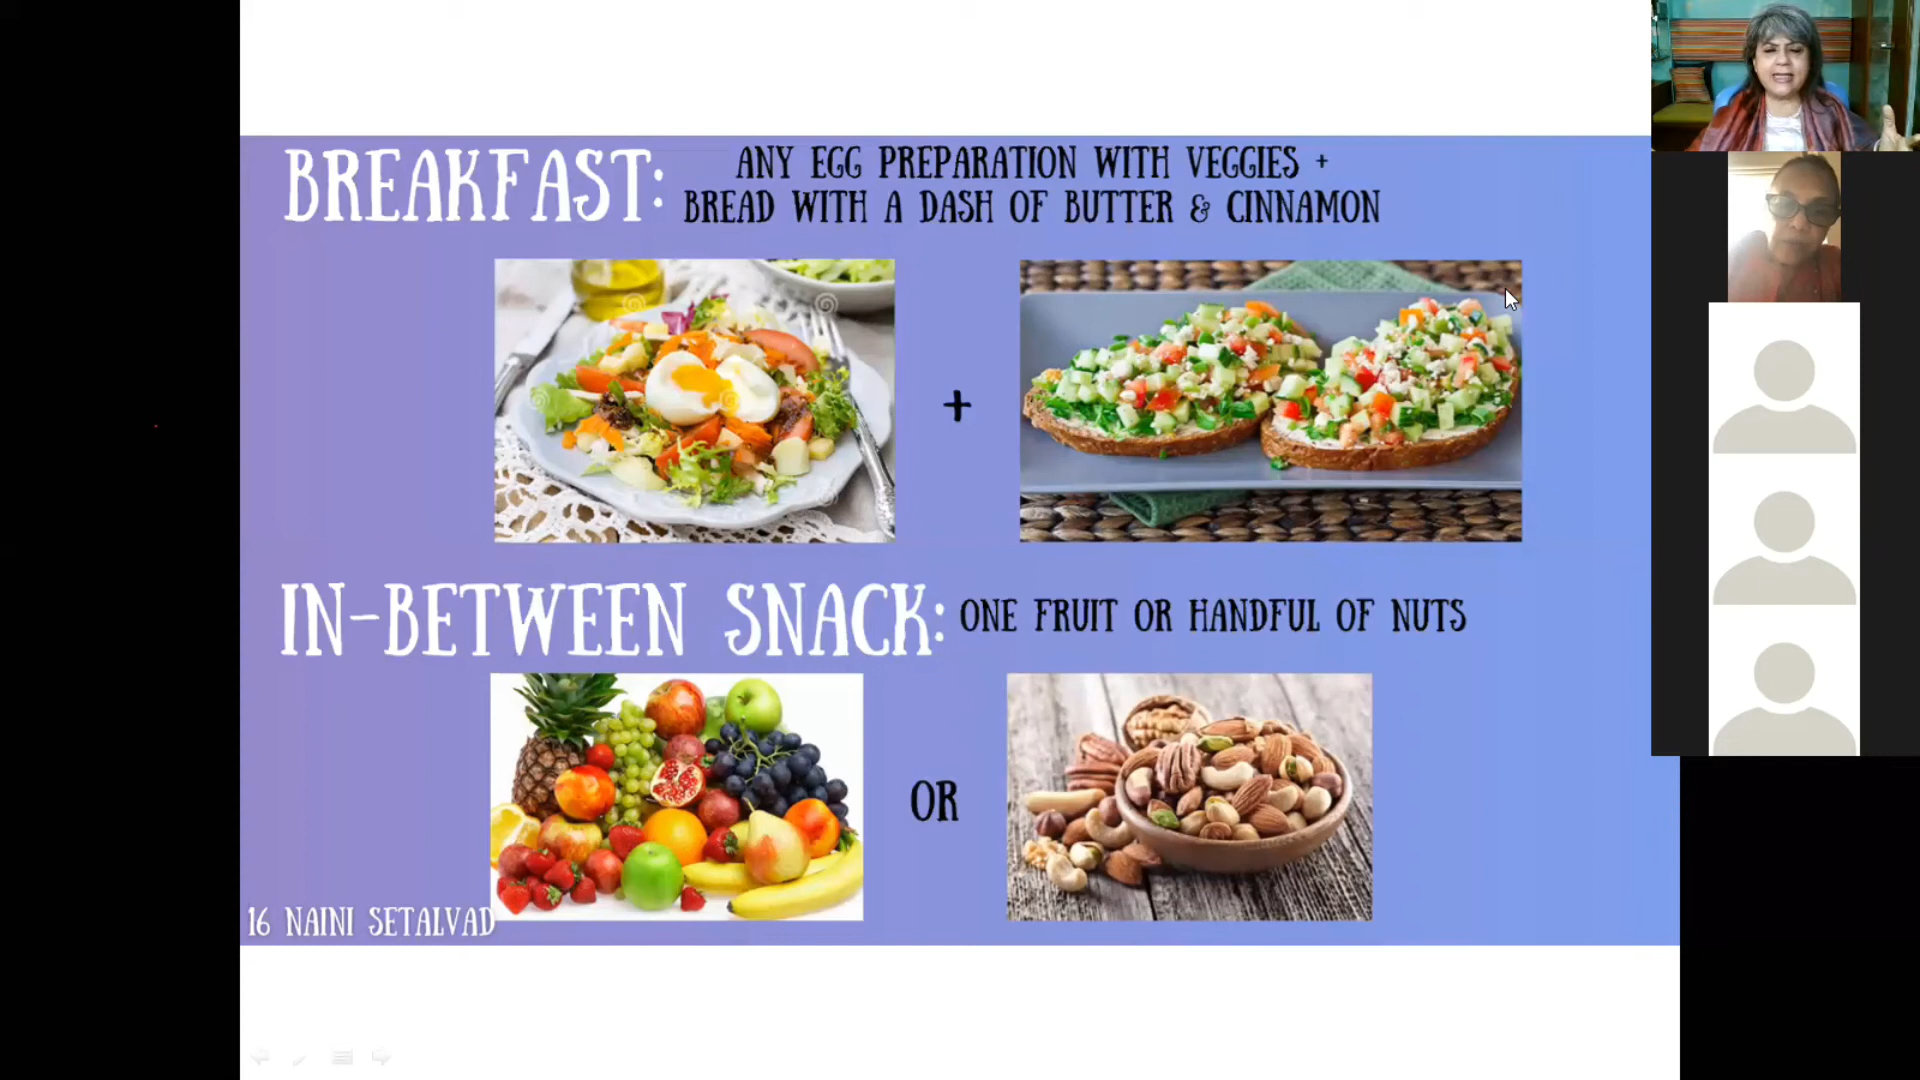 BREAKFAST:
ANY EGG PREPARATION WITH VEGGIES +
BREAD WITH A DASH OF BUTTER & CINNAMON
+
IN-BETWEEN SNACK:
ONE FRUIT OR HANDFUL OF NUTS
OR
16 NAINI SETALVAD